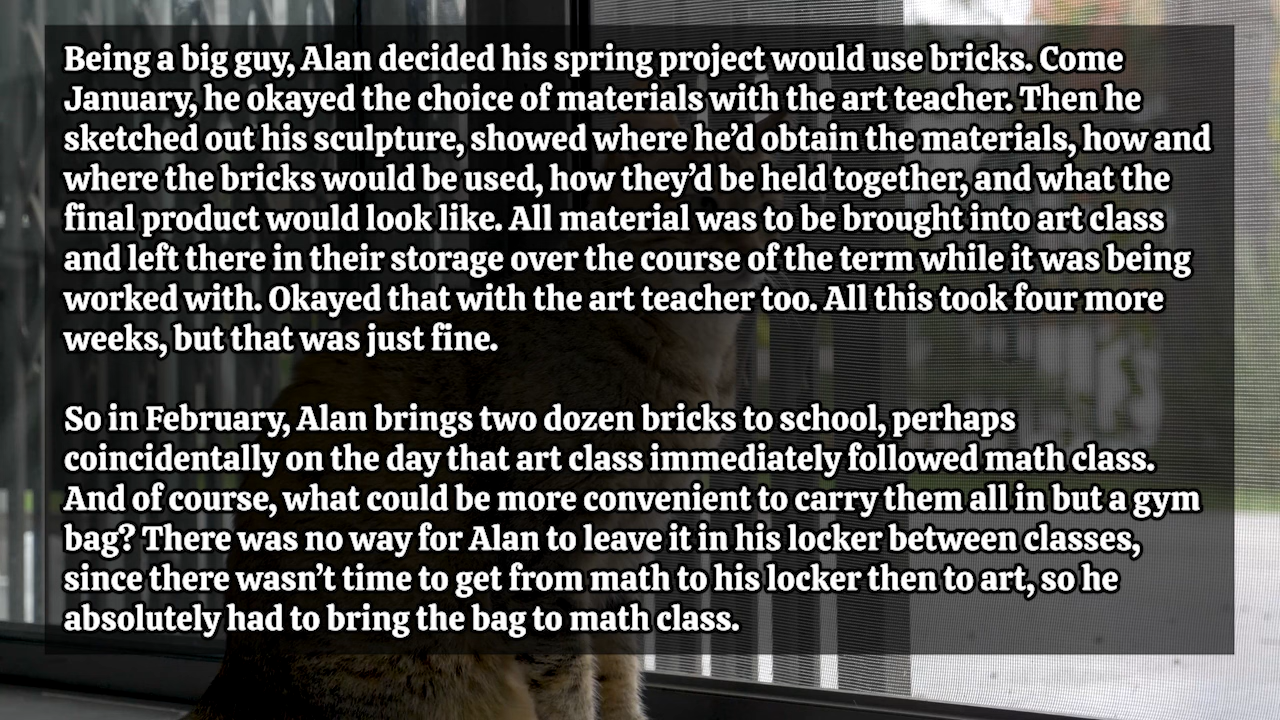 Being a big guy, Alan decided his spring project would use bricks. Come
January, he okayed the choice of materials with the art teacher. Then he
sketched out his sculpture, showed where he’d obtain the materials, how and
where the bricks would be used, how they’d be held together, and what the
final product would look like. All material was to be brought into art class
and left there in their storage over the course of the term while it was being
worked with. Okayed that with the art teacher too. All this took four more
weeks, but that was just fine.

So in February, Alan brings two dozen bricks to school, perhaps
coincidentally on the day that art class immediately followed math class.
And of course, what could be more convenient to carry them all in but a gym
bag? There was no way for Alan to leave it in his locker between classes,
since there wasn’t time to get from math to his locker then to art, so he
absolutely had to bring the bag to math class.